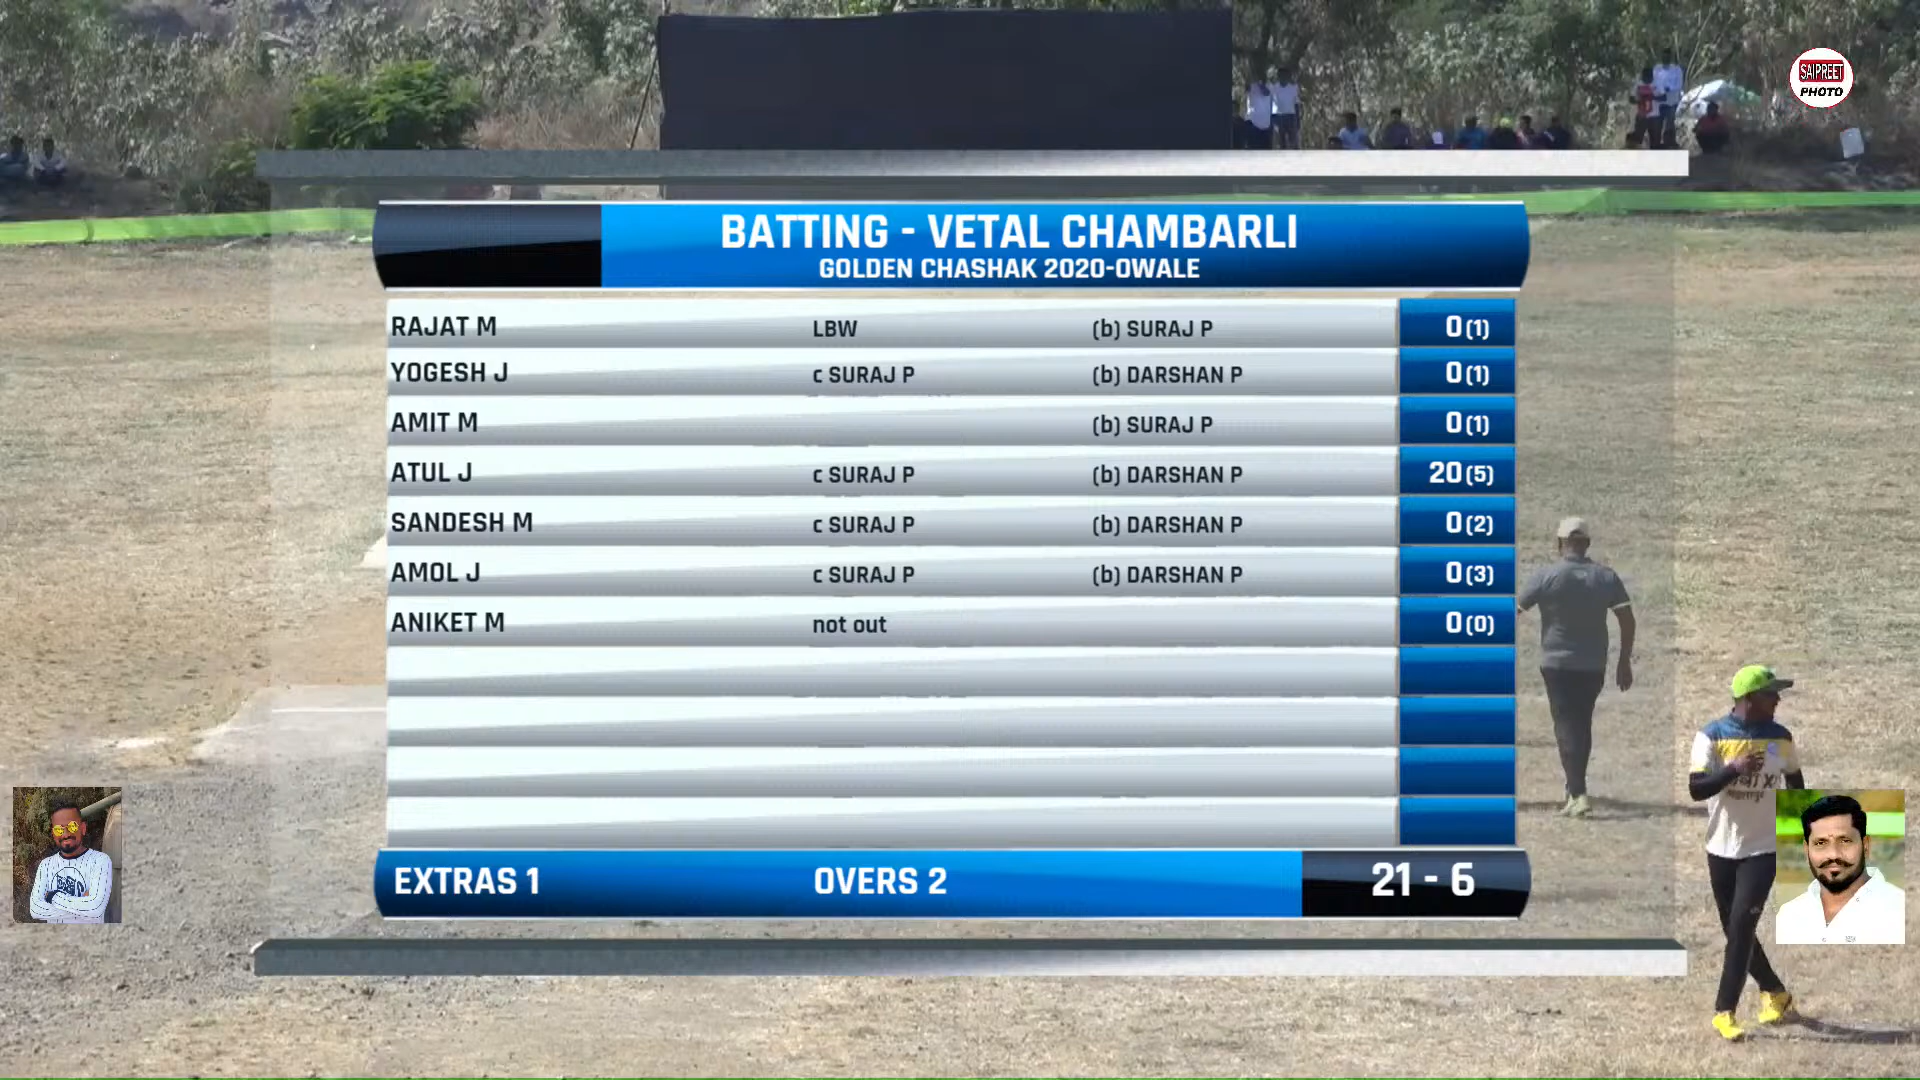 SAIPREET
PHOTO
BATTING - VETAL CHAMBARLI
GOLDEN CHASHAK 2020-OWALE
RAJAT M LBW (b) SURAJ P 0 (1)
YOGESH J c SURAJ P (b) DARSHAN P 0 (1)
AMIT M (b) SURAJ P 0 (1)
ATUL J c SURAJ P (b) DARSHAN P 20 (5)
SANDESH M c SURAJ P (b) DARSHAN P 0 (2)
AMOL J c SURAJ P (b) DARSHAN P 0 (3)
ANIKET M not out 0 (0)
EXTRAS 1 OVERS 2 21 - 6